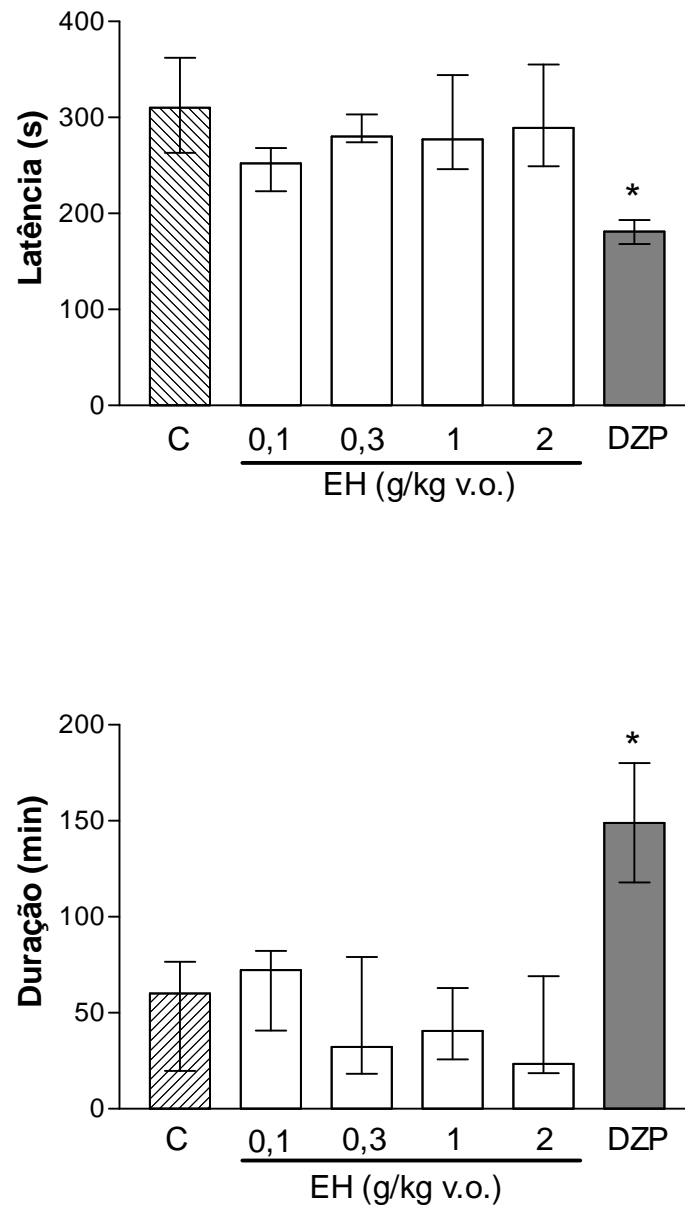 Latência (s)
400
300
200
100
0
*
C 0,1 0,3 1 2 DZP
EH (g/kg v.o.)
Duração (min)
200
150
100
50
0
*
C 0,1 0,3 1 2 DZP
EH (g/kg v.o.)